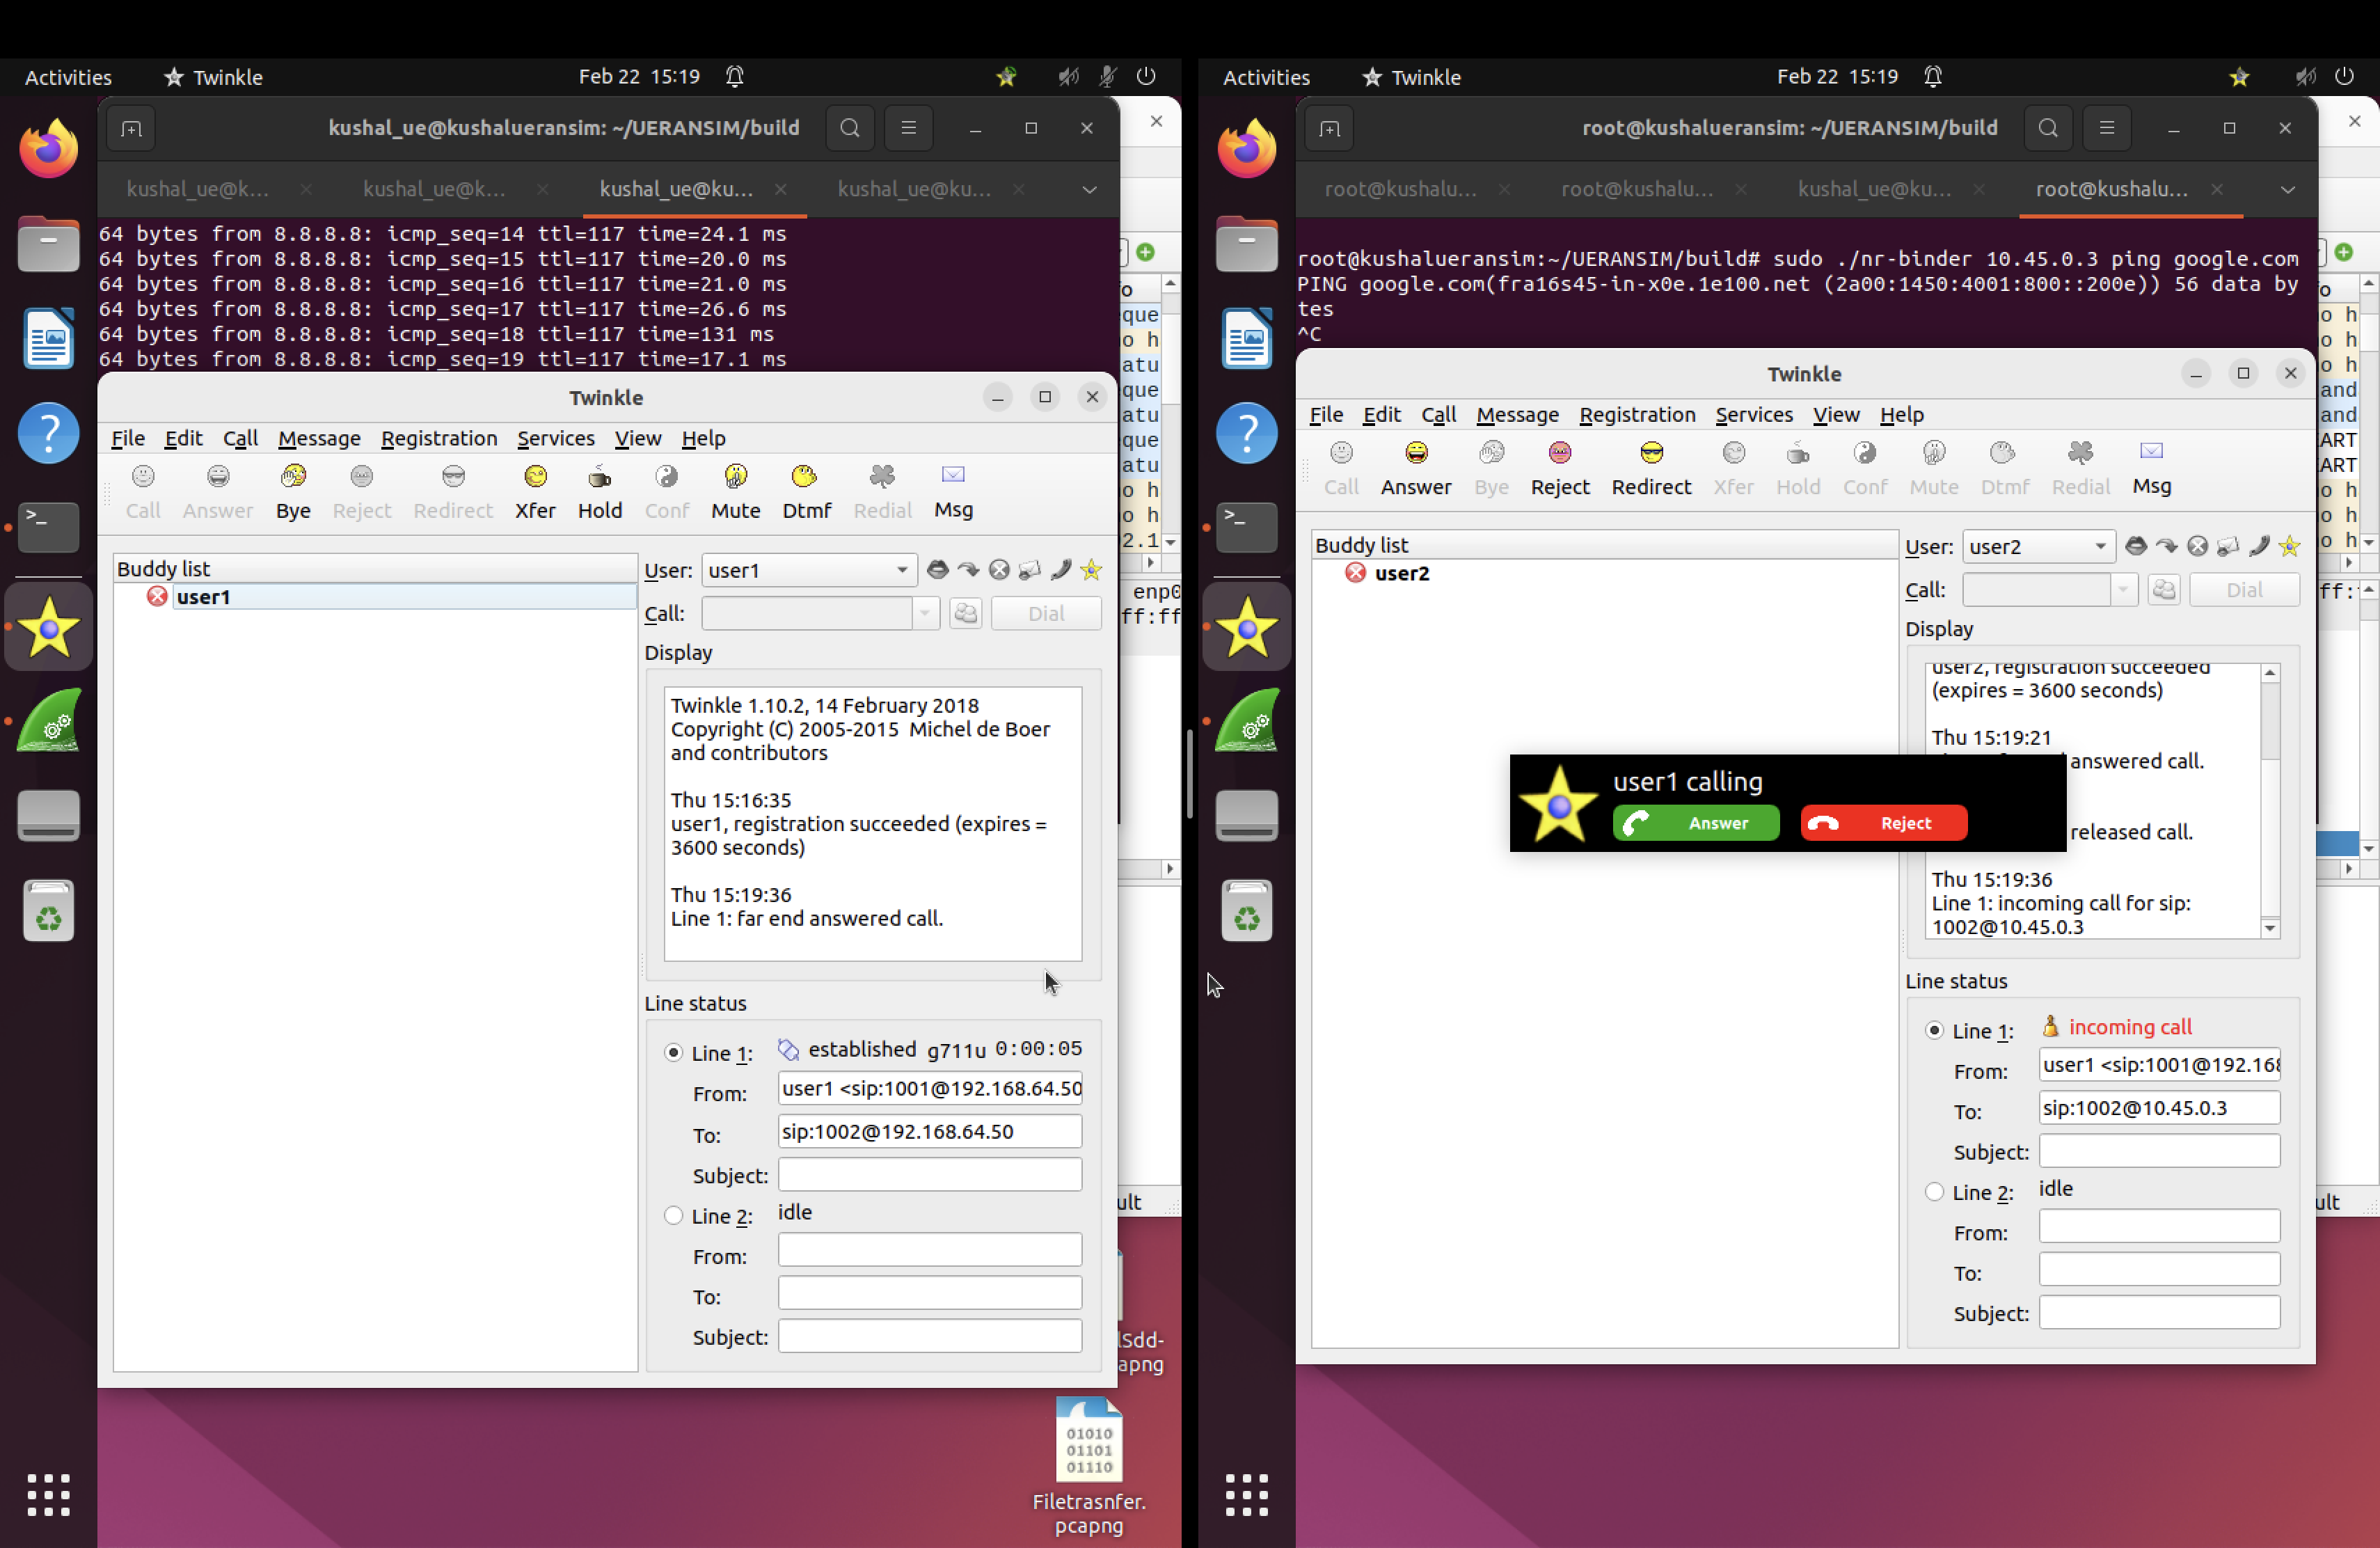 Activities
Twinkle
Feb 22 15:19
kushal_ue@kushalueransim: ~/UERANSIM/build
kushal_ue@k...
kushal_ue@k...
kushal_ue@ku...
kushal_ue@ku...
64 bytes from 8.8.8.8: icmp_seq=14 ttl=117 time=24.1 ms
64 bytes from 8.8.8.8: icmp_seq=15 ttl=117 time=20.0 ms
64 bytes from 8.8.8.8: icmp_seq=16 ttl=117 time=21.0 ms
64 bytes from 8.8.8.8: icmp_seq=17 ttl=117 time=26.6 ms
64 bytes from 8.8.8.8: icmp_seq=18 ttl=117 time=131 ms
64 bytes from 8.8.8.8: icmp_seq=19 ttl=117 time=17.1 ms
Twinkle
File Edit Call Message Registration Services View Help
Call Answer Bye Reject Redirect Xfer Hold Conf Mute Dtmf Redial Msg
Buddy list
user1
User: user1
Call: Dial
Display
Twinkle 1.10.2, 14 February 2018
Copyright (C) 2005-2015 Michel de Boer
and contributors
Thu 15:16:35
user1, registration succeeded (expires =
3600 seconds)
Thu 15:19:36
Line 1: far end answered call.
Line status
Line 1: established g711u 0:00:05
From: user1 <sip:1001@192.168.64.50
To: sip:1002@192.168.64.50
Subject:
Line 2: idle
From:
To:
Subject:
enp0
ff:ff
ult
apng
01010
01101
01110
Filetrasnfer.
pcapng
Activities
Twinkle
Feb 22 15:19
root@kushalueransim: ~/UERANSIM/build
root@kushalu...
root@kushalu...
kushal_ue@ku...
root@kushalu...
root@kushalueransim:~/UERANSIM/build# sudo ./nr-binder 10.45.0.3 ping google.com
PING google.com(fra16s45-in-x0e.1e100.net (2a00:1450:4001:800::200e)) 56 data by
tes
^C
Twinkle
File Edit Call Message Registration Services View Help
Call Answer Bye Reject Redirect Xfer Hold Conf Mute Dtmf Redial Msg
Buddy list
user2
User: user2
Call: Dial
Display
user2, registration succeeded
(expires = 3600 seconds)
Thu 15:19:21
answered call.
released call.
Thu 15:19:36
Line 1: incoming call for sip:
1002@10.45.0.3
user1 calling
Answer
Reject
Line status
Line 1: incoming call
From: user1 <sip:1001@192.168
To: sip:1002@10.45.0.3
Subject:
Line 2: idle
From:
To:
Subject:
ult